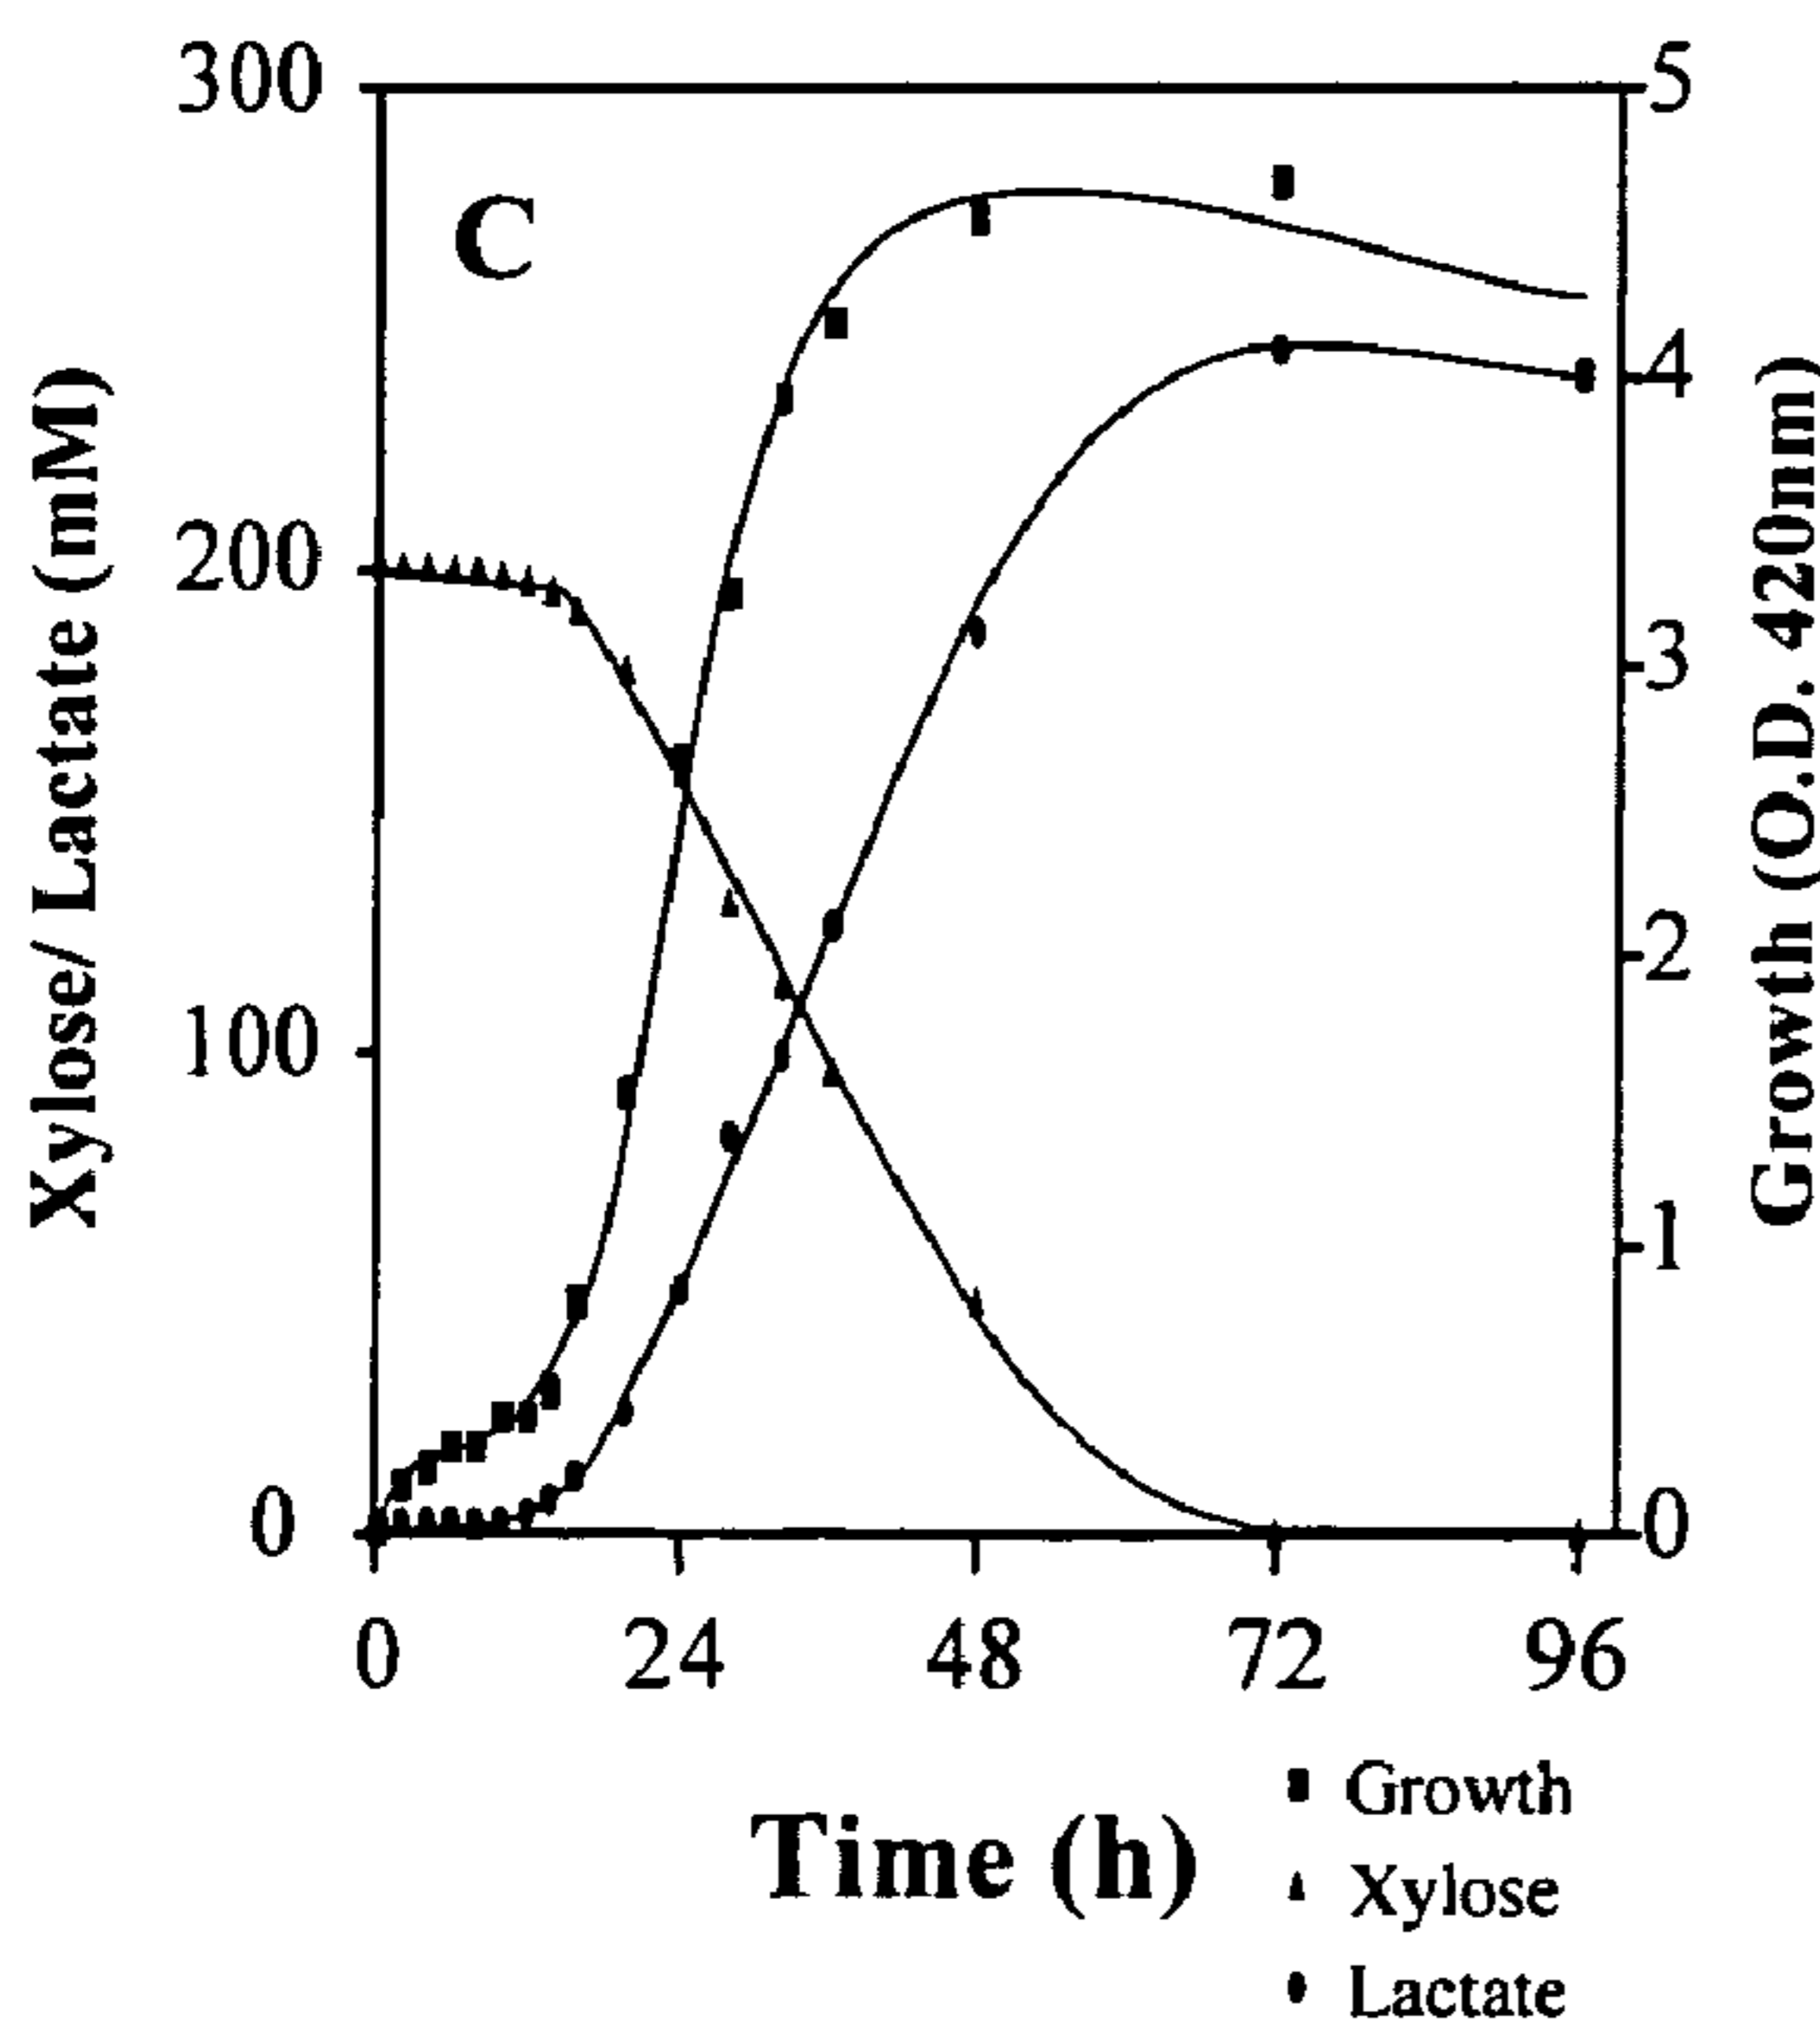 300
5
C
4
200
3
2
100
1
0
0
Xylose/ Lactate (mM)
Growth (O.D. 420nm)
0 24 48 72 96
Time (h)
Growth
Xylose
Lactate